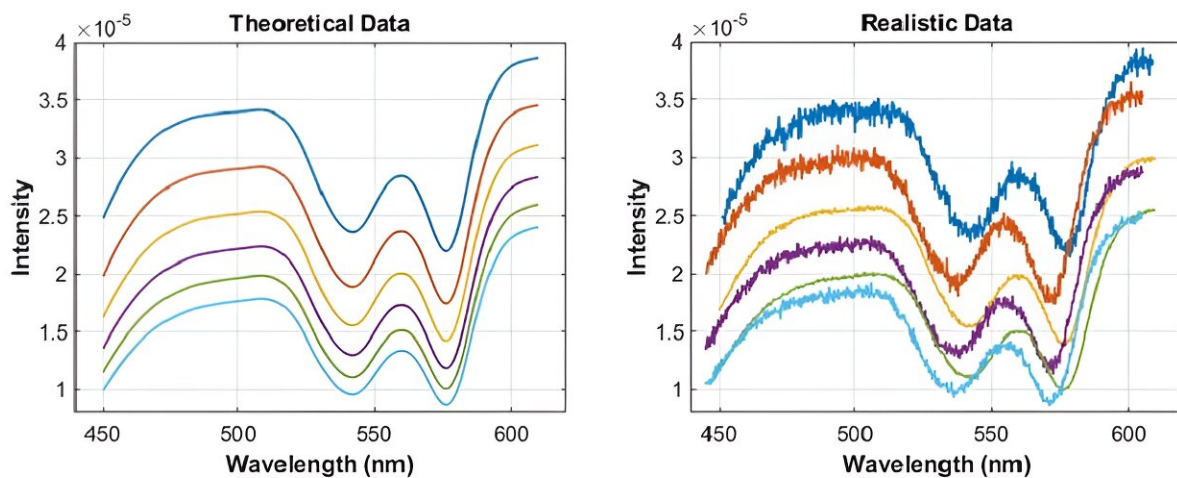 Theoretical Data
×10⁻⁵
4
3.5
3
2.5
2
1.5
1
Intensity
450 500 550 600
Wavelength (nm)
Realistic Data
×10⁻⁵
4
3.5
3
2.5
2
1.5
1
Intensity
450 500 550 600
Wavelength (nm)